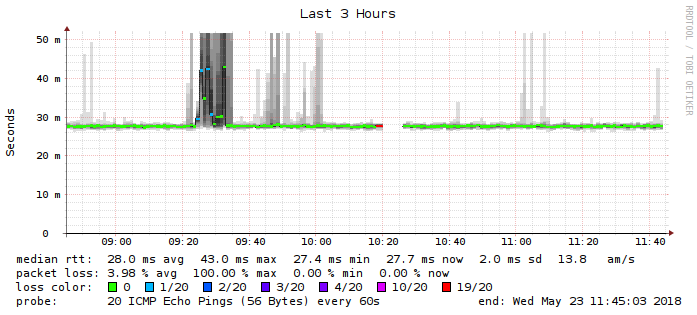 Last 3 Hours
RRDTOOL / TOBI OETIKER
Seconds
50 m
40 m
30 m
20 m
10 m
0
09:00 09:20 09:40 10:00 10:20 10:40 11:00 11:20 11:40
median rtt: 28.0 ms avg 43.0 ms max 27.4 ms min 27.7 ms now 2.0 ms sd 13.8 am/s
packet loss: 3.98 % avg 100.00 % max 0.00 % min 0.00 % now
loss color: 0 1/20 2/20 3/20 4/20 10/20 19/20
probe: 20 ICMP Echo Pings (56 Bytes) every 60s end: Wed May 23 11:45:03 2018